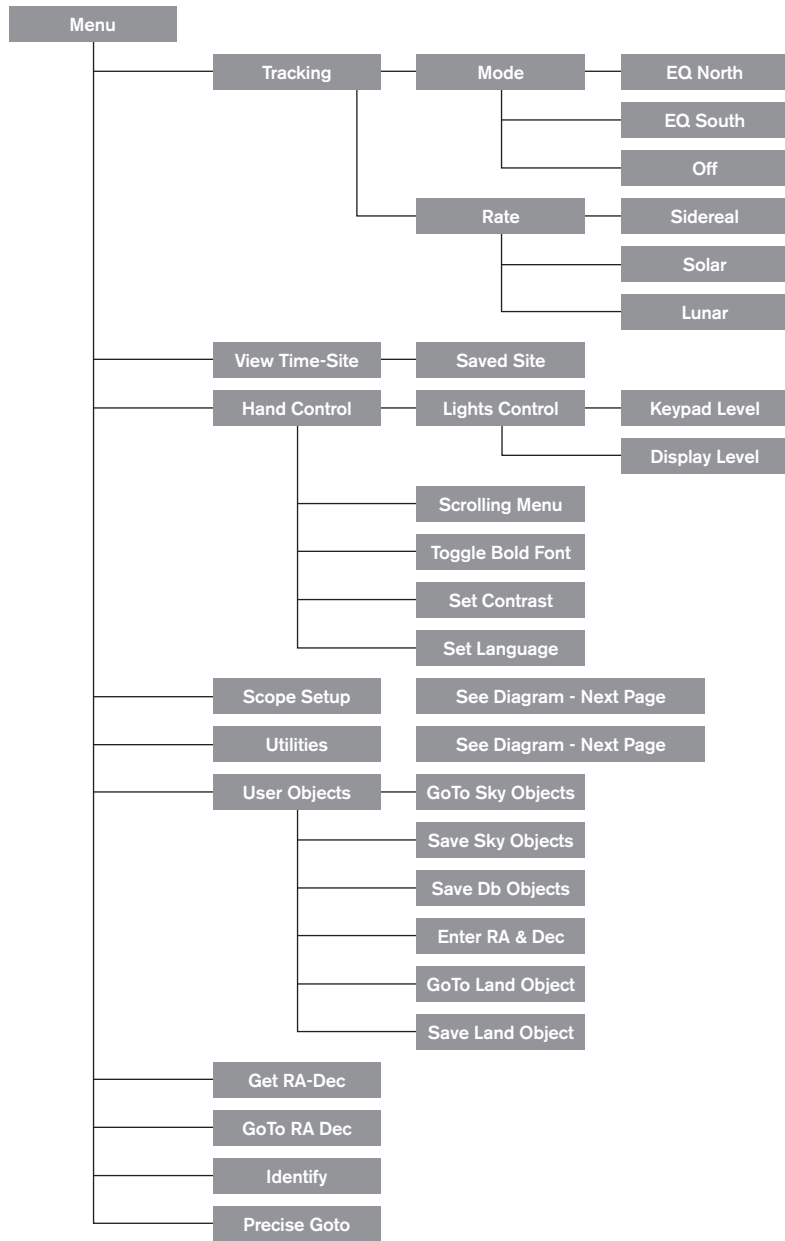 Menu
Tracking
Mode
EQ North
EQ South
Off
Rate
Sidereal
Solar
Lunar
View Time-Site
Saved Site
Hand Control
Lights Control
Keypad Level
Display Level
Scrolling Menu
Toggle Bold Font
Set Contrast
Set Language
Scope Setup
See Diagram - Next Page
Utilities
See Diagram - Next Page
User Objects
GoTo Sky Objects
Save Sky Objects
Save Db Objects
Enter RA & Dec
GoTo Land Object
Save Land Object
Get RA-Dec
GoTo RA Dec
Identify
Precise Goto